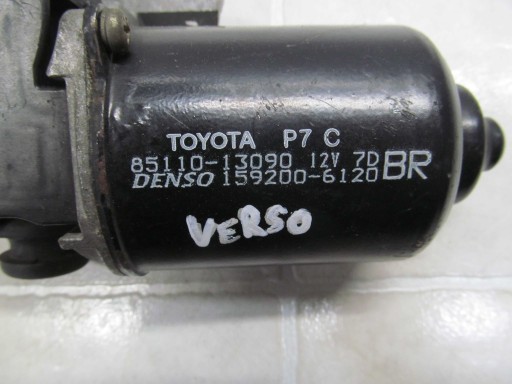 TOYOTA P7 C
85110-13090 12V 7D BR
DENSO 159200-6120
VERSO